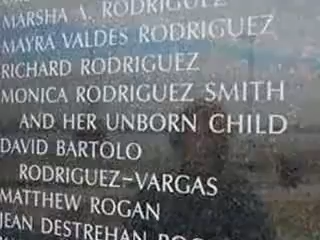 MARSHA A. RODRIGUEZ
MAYRA VALDES RODRIGUEZ
RICHARD RODRIGUEZ
MONICA RODRIGUEZ SMITH
AND HER UNBORN CHILD
DAVID BARTOLO
RODRIGUEZ-VARGAS
MATTHEW ROGAN
JEAN DESTREHAN